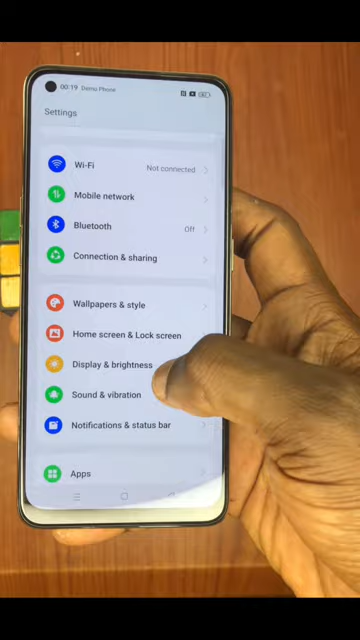 00:19 Demo Phone
Settings
Wi-Fi Not connected
Mobile network
Bluetooth Off
Connection & sharing
Wallpapers & style
Home screen & Lock screen
Display & brightness
Sound & vibration
Notifications & status bar
Apps